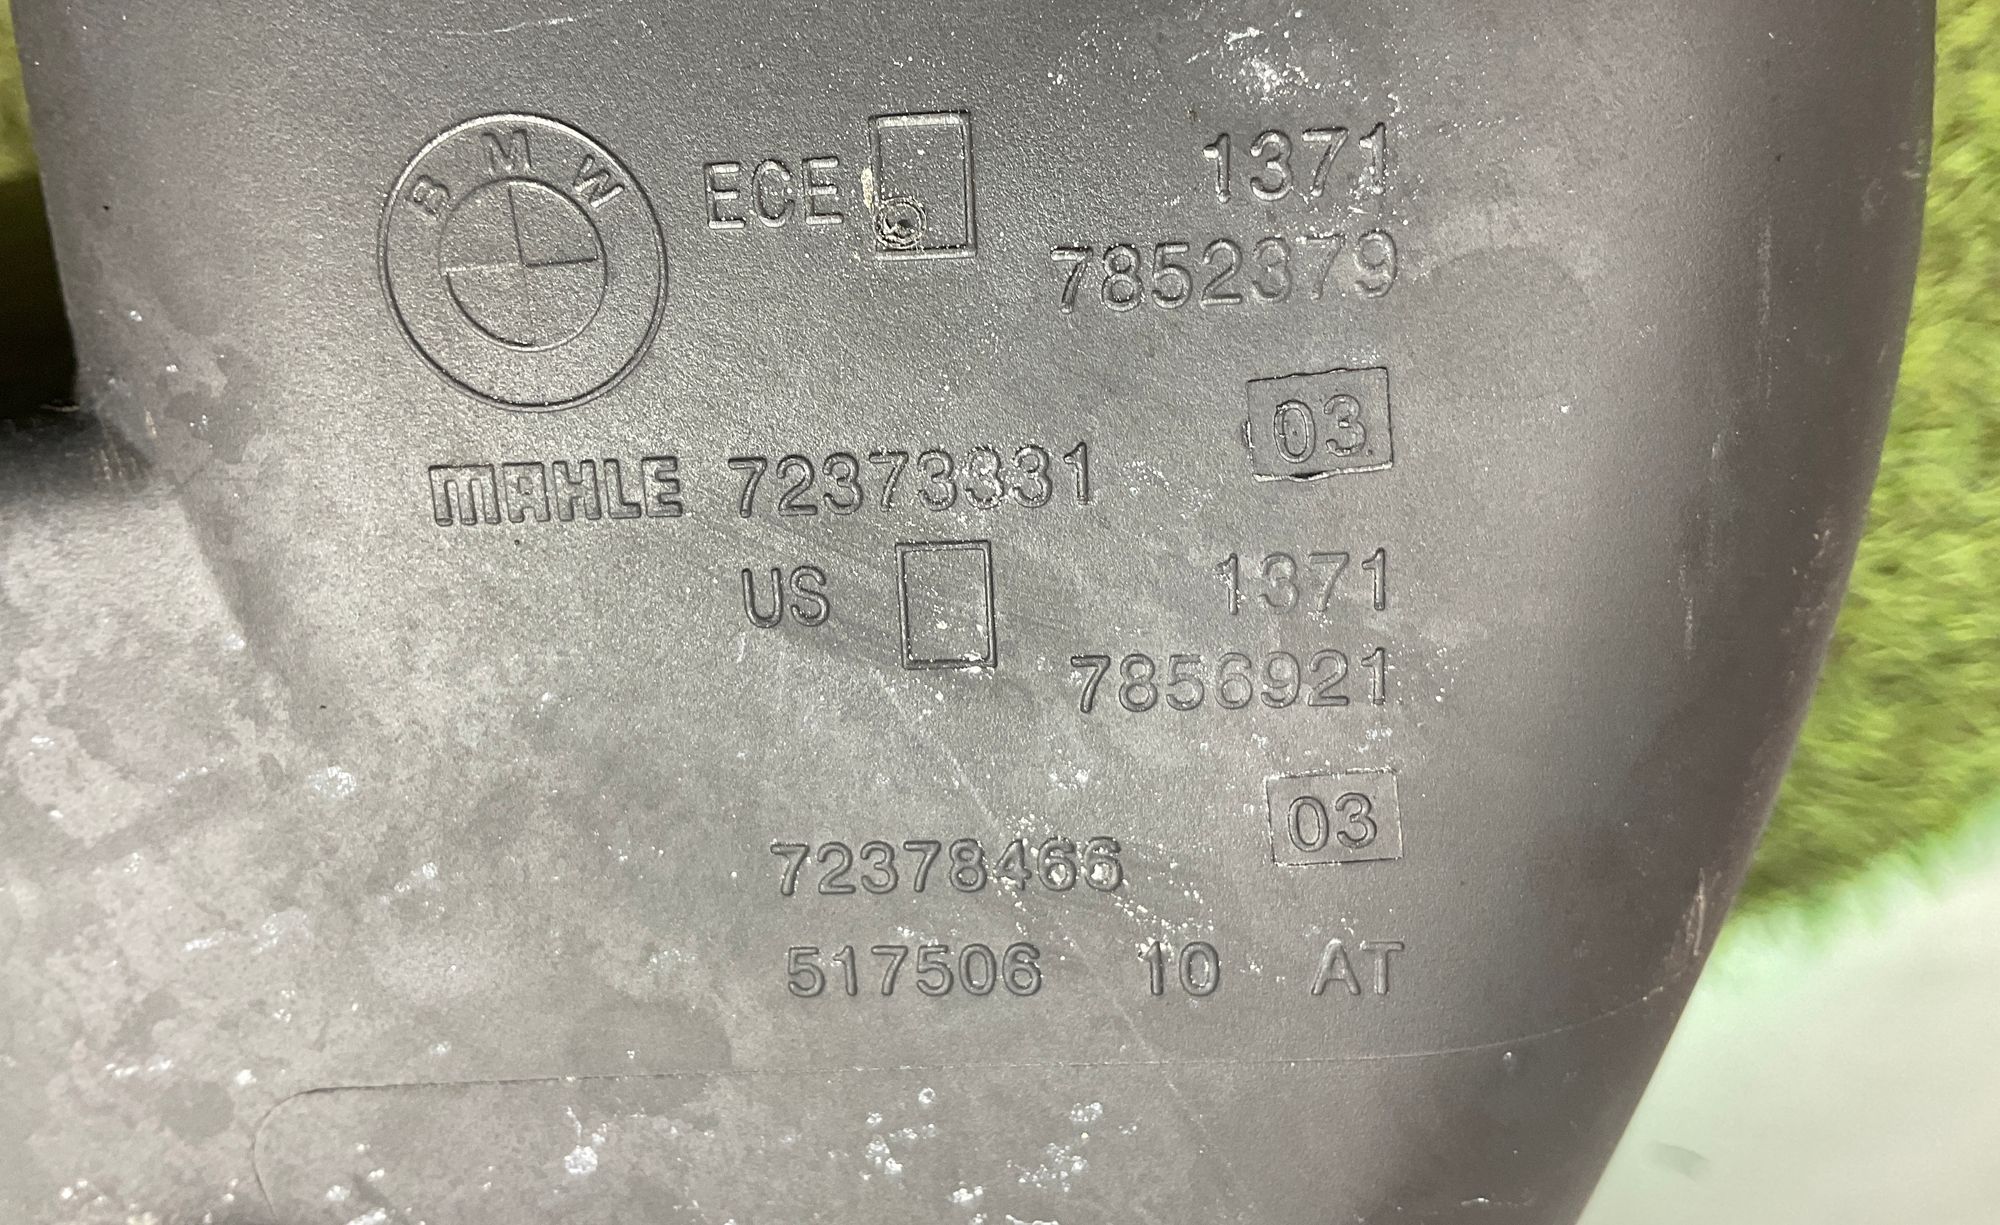 BMW
ECE 1371
7852379
03
MAHLE 72373331
US 1371
7856921
03
72378466
517506 10 AT